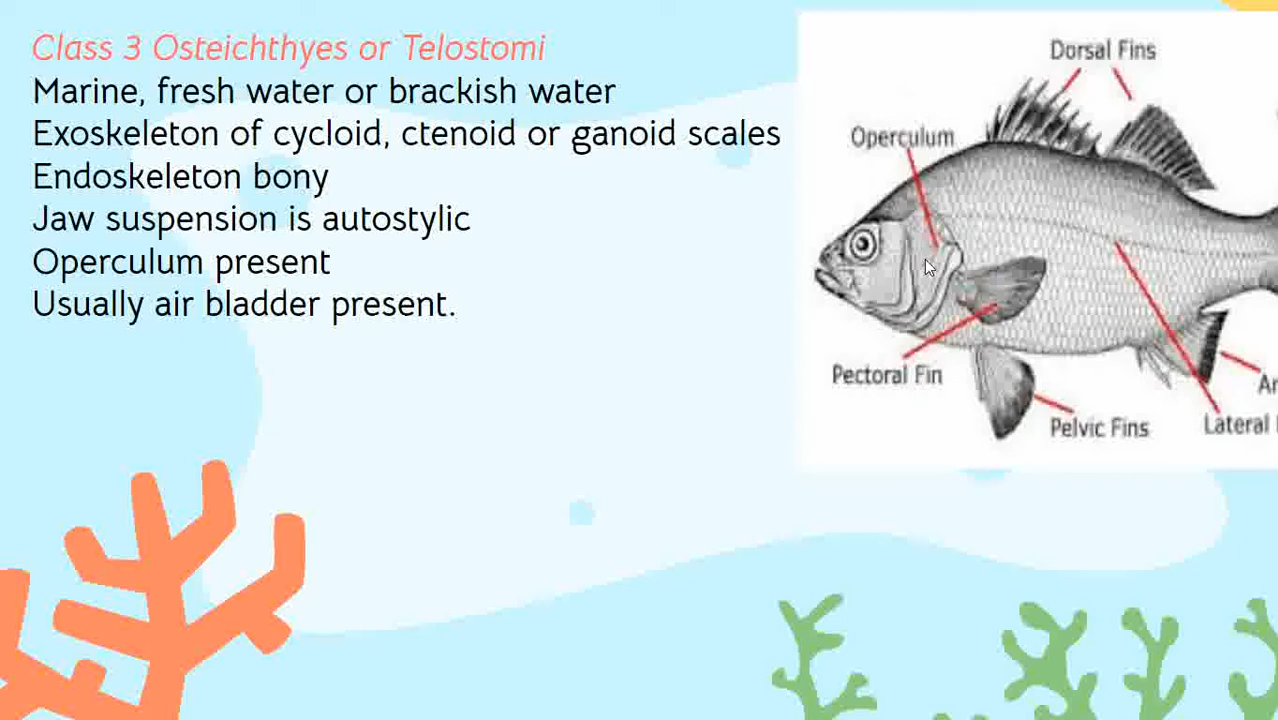 Class 3 Osteichthyes or Telostomi
Marine, fresh water or brackish water
Exoskeleton of cycloid, ctenoid or ganoid scales
Endoskeleton bony
Jaw suspension is autostylic
Operculum present
Usually air bladder present.
Dorsal Fins
Operculum
Pectoral Fin
Pelvic Fins
Lateral